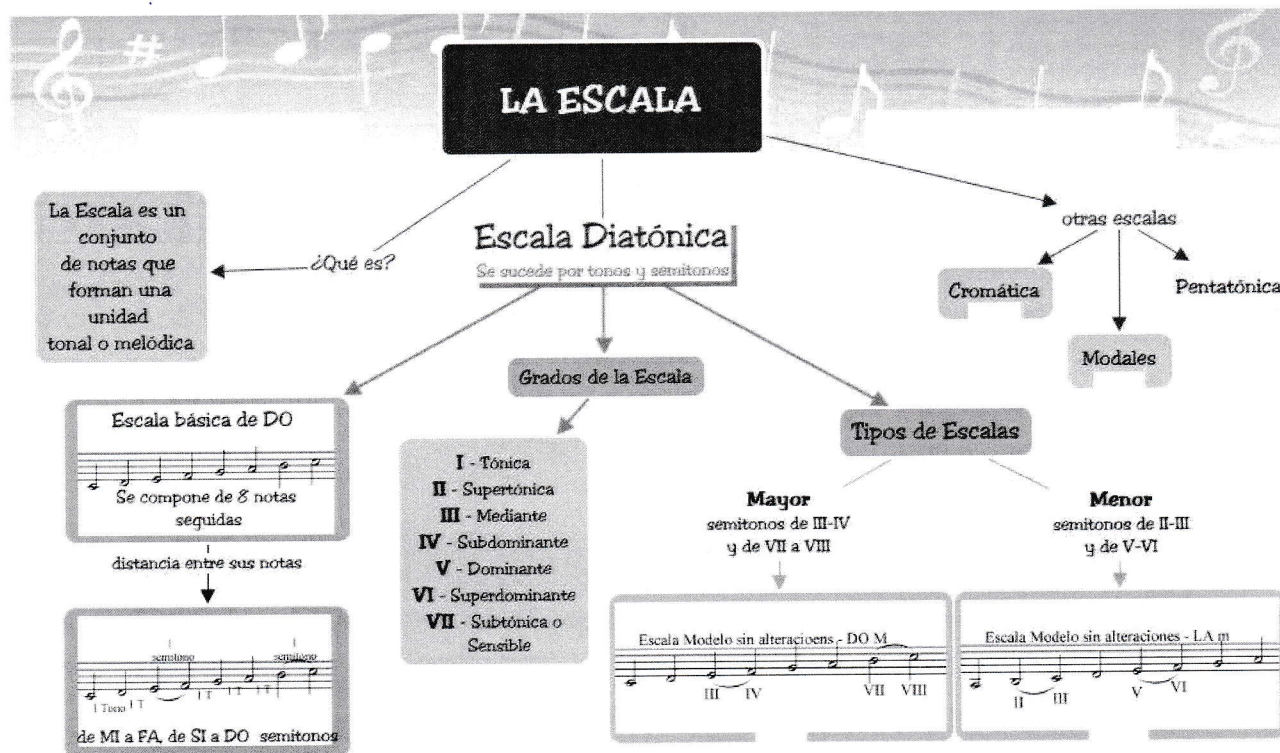 LA ESCALA
La Escala es un
conjunto
de notas que
forman una
unidad
tonal o melódica
¿Qué es?
Escala Diatónica
Se sucede por tonos y semitonos
otras escalas
Cromática
Pentatónica
Modales
Grados de la Escala
Escala básica de DO
Se compone de 8 notas
seguidas
distancia entre sus notas
semitono
semitono
1 Tono
1 T
1 T
1 T
1 T
de MI a FA, de SI a DO semitonos
I - Tónica
II - Supertónica
III - Mediante
IV - Subdominante
V - Dominante
VI - Superdominante
VII - Subtónica o
Sensible
Tipos de Escalas
Mayor
semitonos de III-IV
y de VII a VIII
Menor
semitonos de II-III
y de V-VI
Escala Modelo sin alteracioens - DO M
III IV VII VIII
Escala Modelo sin alteraciones - LA m
II III V VI